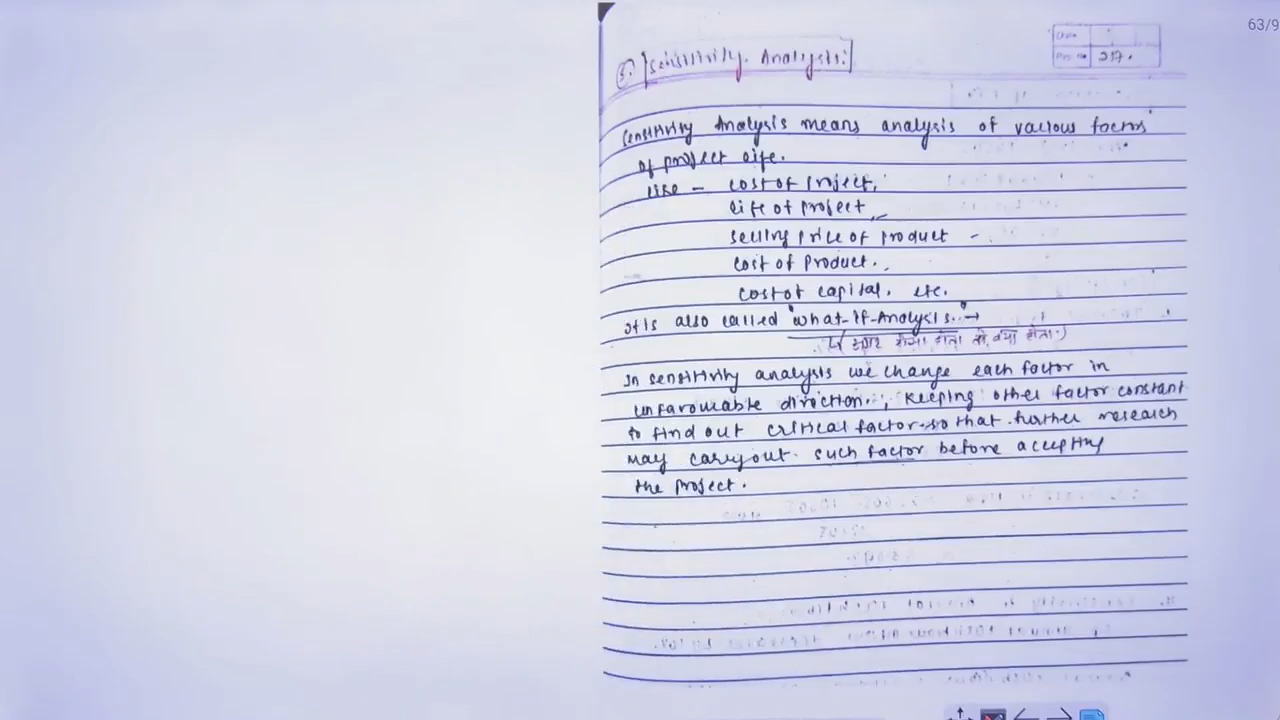 63/9
5. Sensitivity Analysis:
Date
Page No 217.
Sensitivity Analysis means analysis of various factors
of project life.
like - cost of project,
life of project
selling price of product -
cost of product.
cost of capital, etc.
It is also called "what-if-Analysis" →
(अगर ऐसा होता तो क्या होता.)
In sensitivity analysis we change each factor in
unfavourable direction, keeping other factor constant
to find out critical factor so that further research
may carryout such factor before accepting
the project.